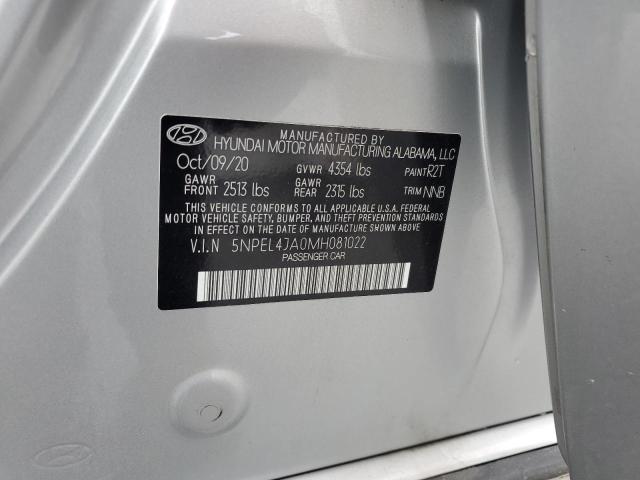 MANUFACTURED BY
HYUNDAI MOTOR MANUFACTURING ALABAMA, LLC
Oct/09/20 GVWR 4354 lbs PAINT R2T
GAWR FRONT 2513 lbs GAWR REAR 2315 lbs TRIM NNB
THIS VEHICLE CONFORMS TO ALL APPLICABLE U.S. FEDERAL
MOTOR VEHICLE SAFETY, BUMPER, AND THEFT PREVENTION STANDARDS
IN EFFECT ON THE DATE OF MANUFACTURE SHOWN ABOVE
V.I.N 5NPEL4JA0MH081022
PASSENGER CAR